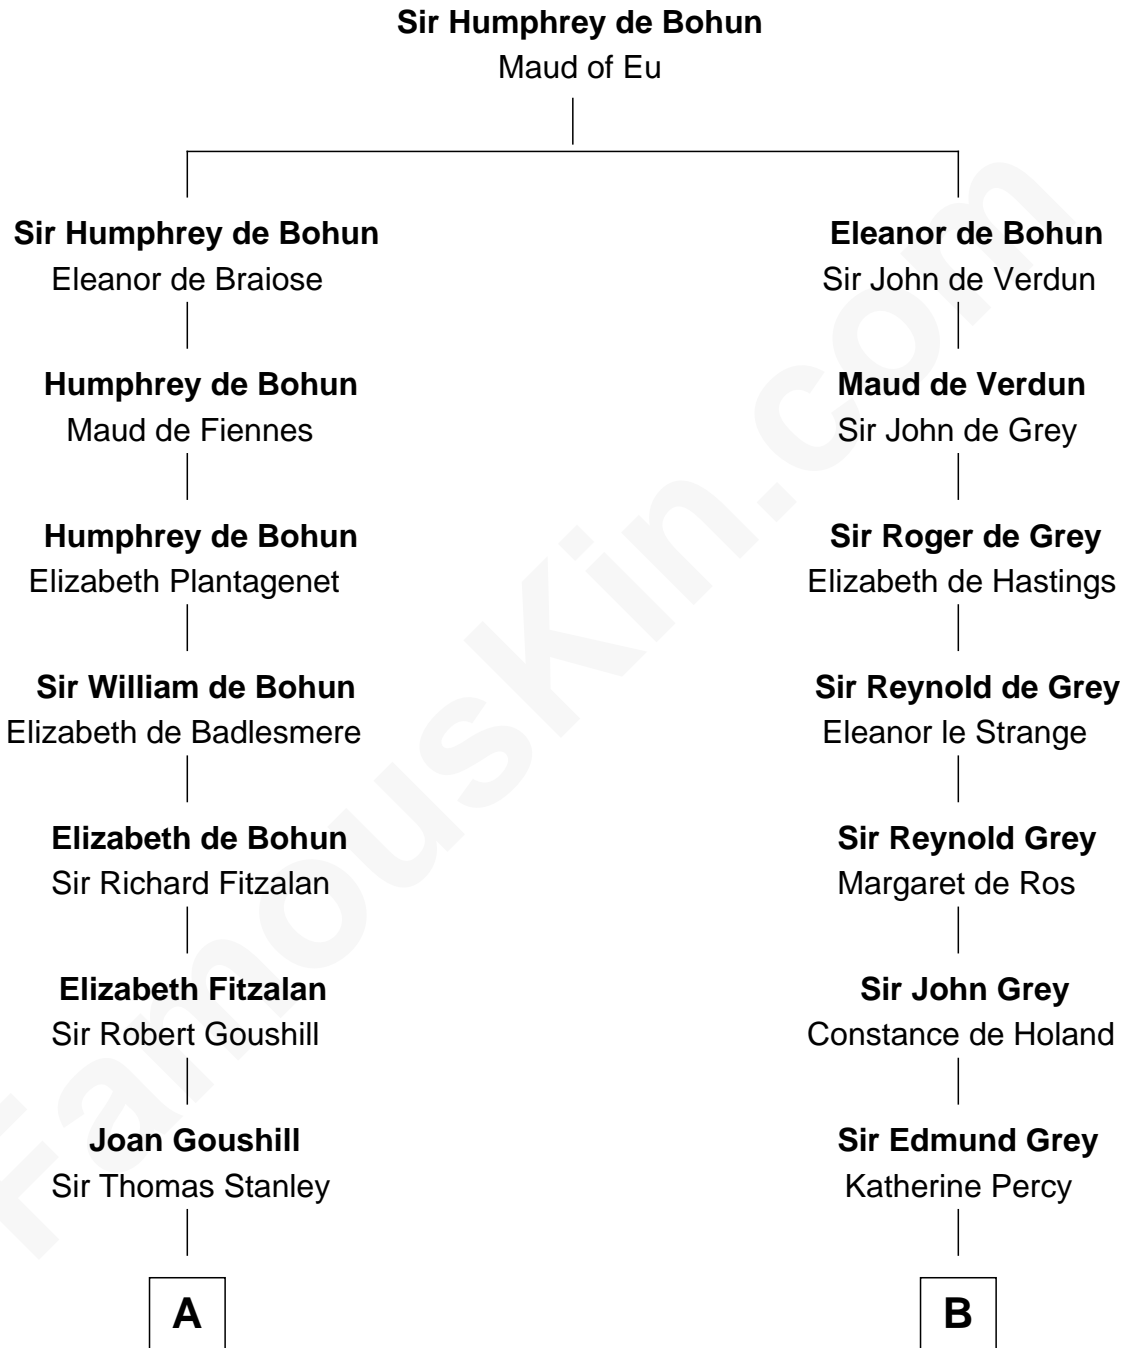 Sir Humphrey de Bohun
Maud of Eu
Sir Humphrey de Bohun
Eleanor de Braiose
Humphrey de Bohun
Maud de Fiennes
Humphrey de Bohun
Elizabeth Plantagenet
Sir William de Bohun
Elizabeth de Badlesmere
Elizabeth de Bohun
Sir Richard Fitzalan
Elizabeth Fitzalan
Sir Robert Goushill
Joan Goushill
Sir Thomas Stanley
A
Eleanor de Bohun
Sir John de Verdun
Maud de Verdun
Sir John de Grey
Sir Roger de Grey
Elizabeth de Hastings
Sir Reynold de Grey
Eleanor le Strange
Sir Reynold Grey
Margaret de Ros
Sir John Grey
Constance de Holand
Sir Edmund Grey
Katherine Percy
B
FamousKin.com